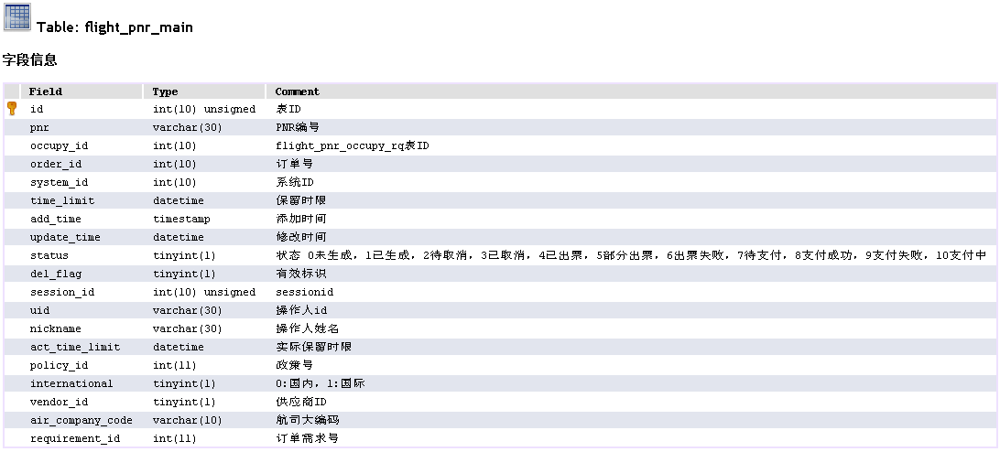 Table: flight_pnr_main
字段信息
Field Type Comment
id int(10) unsigned 表ID
pnr varchar(30) PNR编号
occupy_id int(10) flight_pnr_occupy_rq表ID
order_id int(10) 订单号
system_id int(10) 系统ID
time_limit datetime 保留时限
add_time timestamp 添加时间
update_time datetime 修改时间
status tinyint(1) 状态 0未生成，1已生成，2待取消，3已取消，4已出票，5部分出票，6出票失败，7待支付，8支付成功，9支付失败，10支付中
del_flag tinyint(1) 有效标识
session_id int(10) unsigned sessionid
uid varchar(30) 操作人id
nickname varchar(30) 操作人姓名
act_time_limit datetime 实际保留时限
policy_id int(11) 政策号
international tinyint(1) 0:国内，1:国际
vendor_id tinyint(1) 供应商ID
air_company_code varchar(10) 航司大编码
requirement_id int(11) 订单需求号